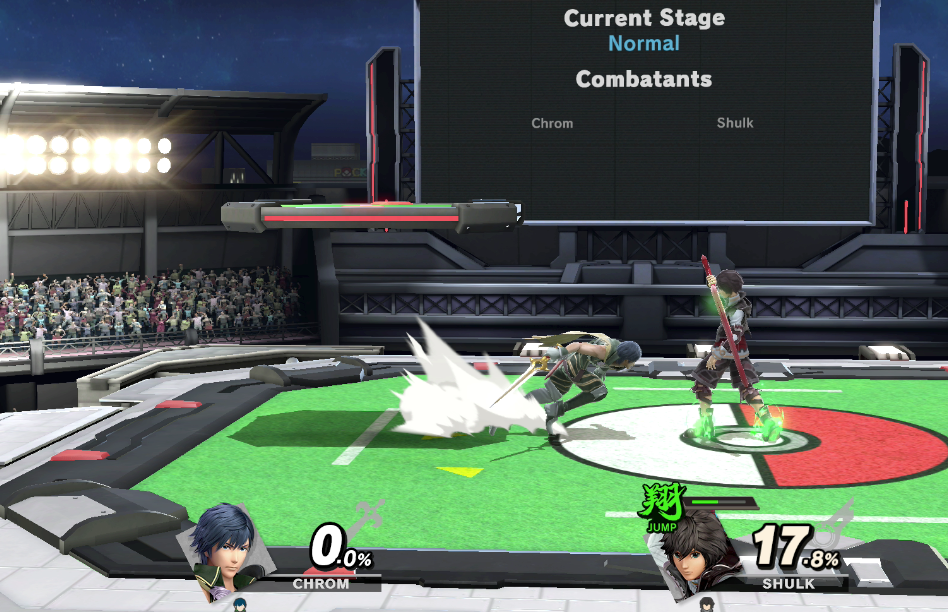 Current Stage
Normal
Combatants
Chrom
Shulk
翔
JUMP
0.0%
CHROM
17.8%
SHULK